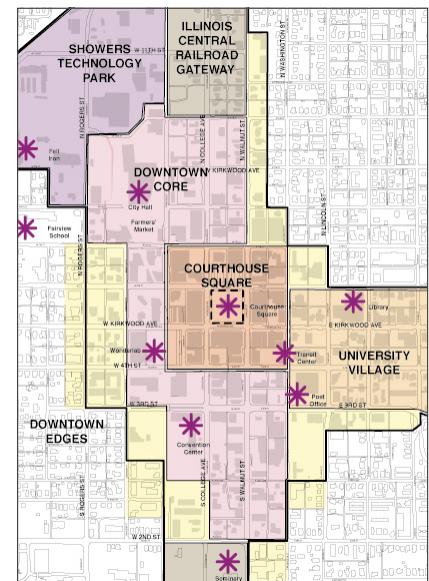 SHOWERS
TECHNOLOGY
PARK
ILLINOIS
CENTRAL
RAILROAD
GATEWAY
W 11TH ST
N WASHINGTON ST
N ROGERS ST
N COLLEGE AVE
N WALNUT ST
Fell
Iron
DOWNTOWN
CORE
W KIRKWOOD AVE
City Hall
Farmers'
Market
N LINCOLN ST
Fairview
School
N ROGERS ST
COURTHOUSE
SQUARE
Courthouse
Square
Library
W KIRKWOOD AVE
E KIRKWOOD AVE
Wonderlab
W 4TH ST
Transit
Center
UNIVERSITY
VILLAGE
Post
Office
W 3RD ST
E 3RD ST
DOWNTOWN
EDGES
Convention
Center
S ROGERS ST
S COLLEGE AVE
S WALNUT ST
W 2ND ST
Seminary